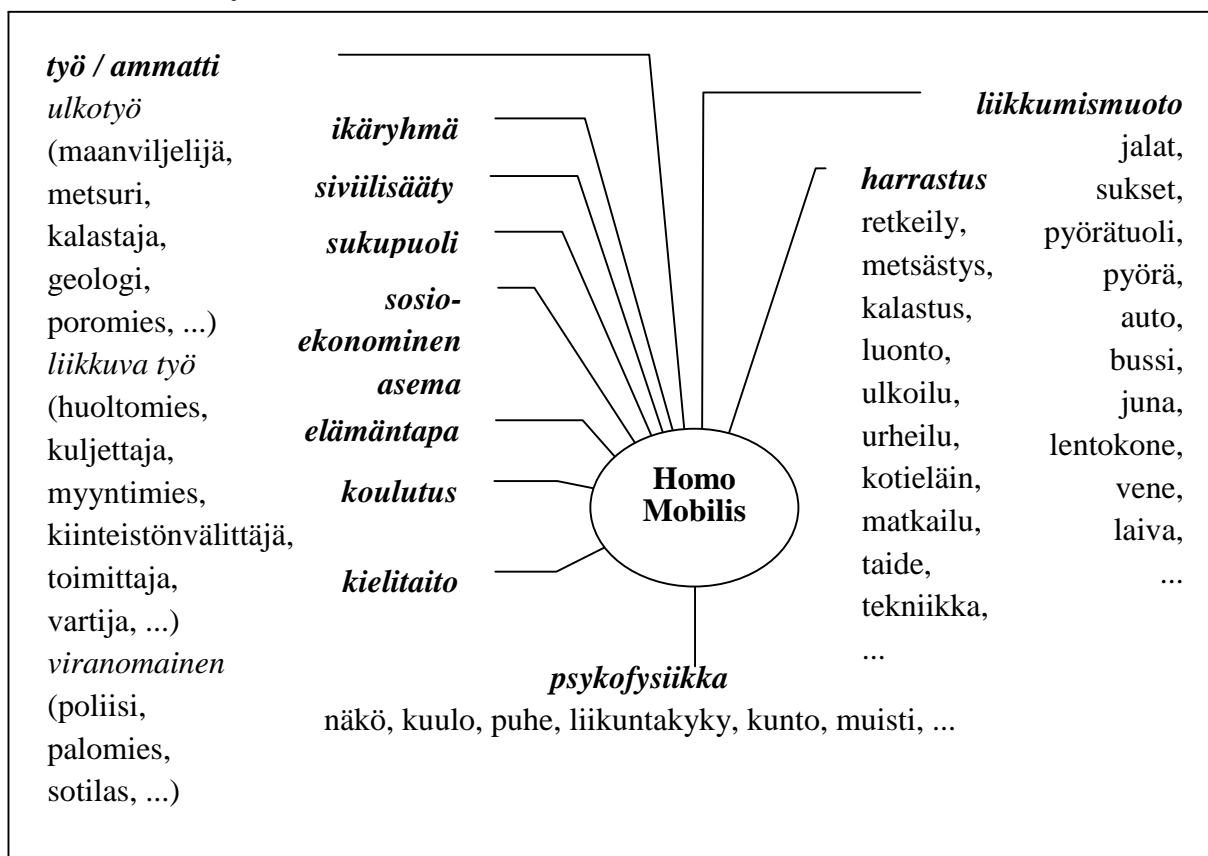 työ / ammatti
ulkotyö
(maanviljelijä,
metsuri,
kalastaja,
geologi,
poromies, ...)
liikkuva työ
(huoltomies,
kuljettaja,
myyntimies,
kiinteistönvälittäjä,
toimittaja,
vartija, ...)
viranomainen
(poliisi,
palomies,
sotilas, ...)
ikäryhmä
siviilisääty
sukupuoli
sosio-
ekonominen
asema
elämäntapa
koulutus
kielitaito
Homo
Mobilis
psykofysiikka
näkö, kuulo, puhe, liikuntakyky, kunto, muisti, ...
harrastus
retkeily,
metsästys,
kalastus,
luonto,
ulkoilu,
urheilu,
kotieläin,
matkailu,
taide,
tekniikka,
...
liikkumismuoto
jalat,
sukset,
pyörätuoli,
pyörä,
auto,
bussi,
juna,
lentokone,
vene,
laiva,
...